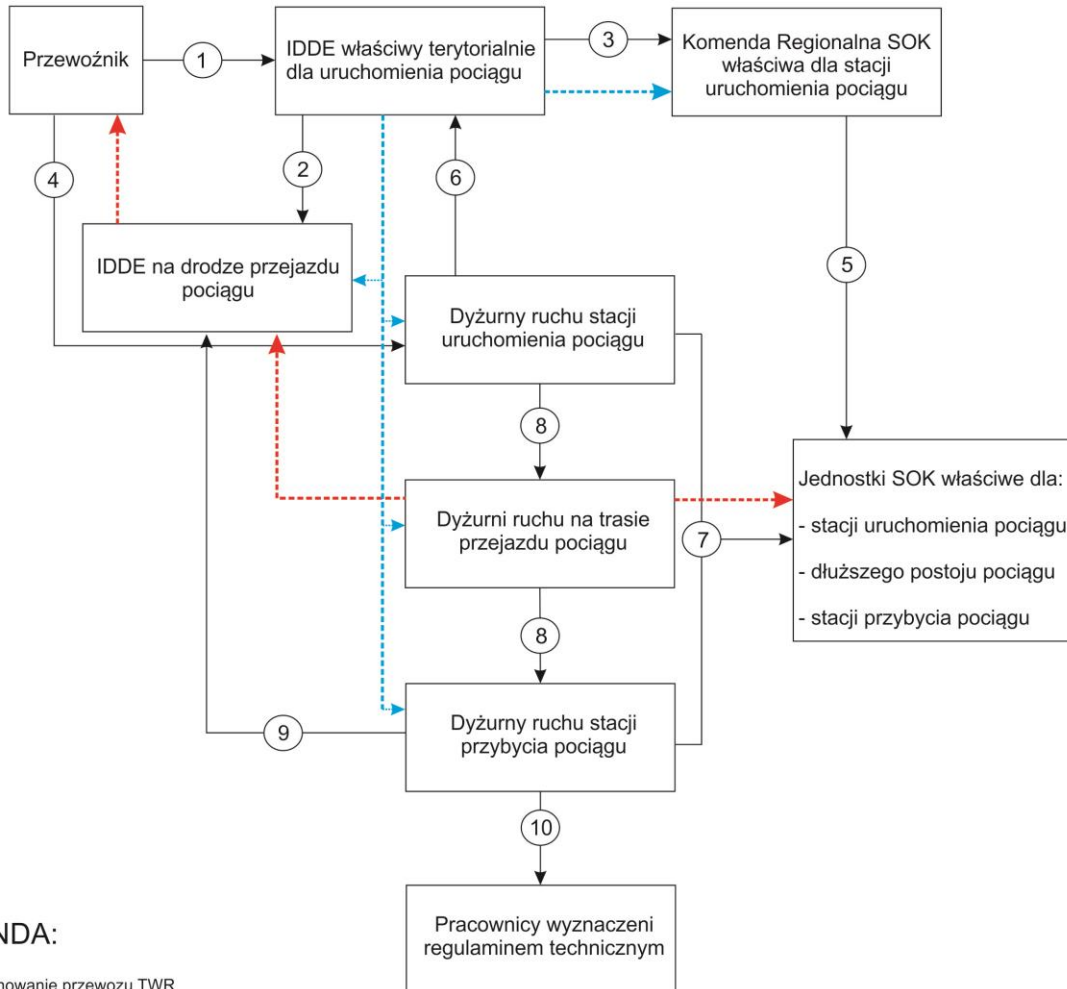 Przewoźnik
1
IDDE właściwy terytorialnie
dla uruchomienia pociągu
3
Komenda Regionalna SOK
właściwa dla stacji
uruchomienia pociągu
4
2
6
IDDE na drodze przejazdu
pociągu
5
Dyżurny ruchu stacji
uruchomienia pociągu
8
Dyżurni ruchu na trasie
przejazdu pociągu
7
Jednostki SOK właściwe dla:
- stacji uruchomienia pociągu
- dłuższego postoju pociągu
- stacji przybycia pociągu
8
Dyżurny ruchu stacji
przybycia pociągu
9
10
Pracownicy wyznaczeni
regulaminem technicznym
NDA:
przewozu TWR